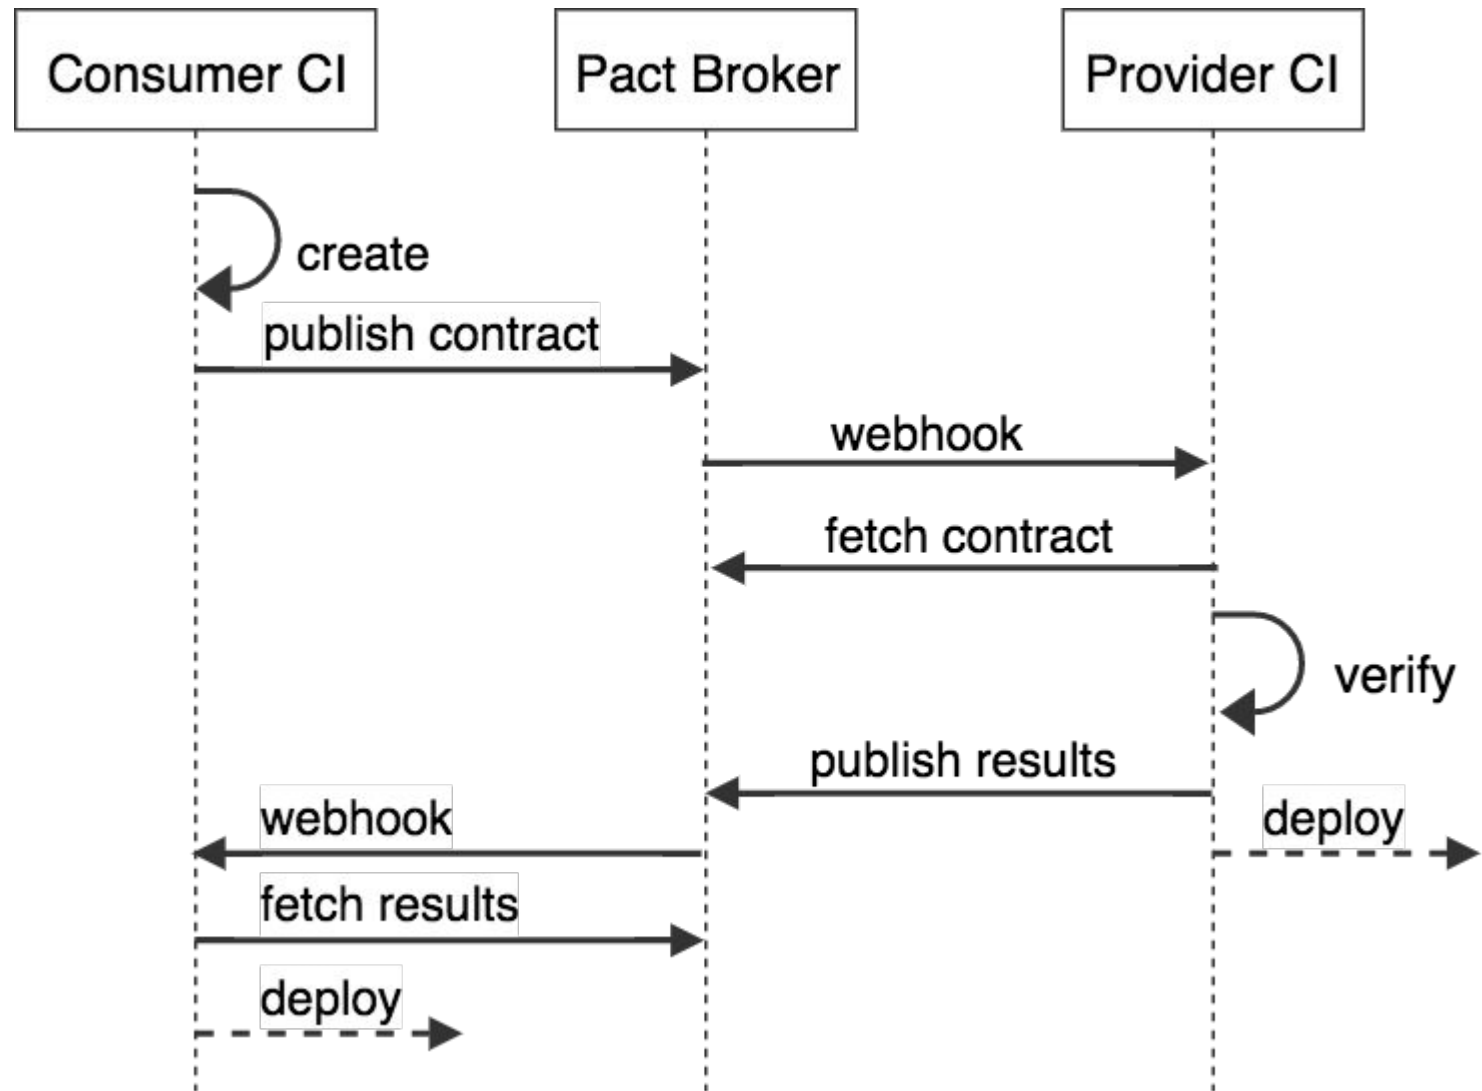 Consumer CI
Pact Broker
Provider CI
create
publish contract
webhook
fetch contract
verify
publish results
webhook
deploy
fetch results
deploy